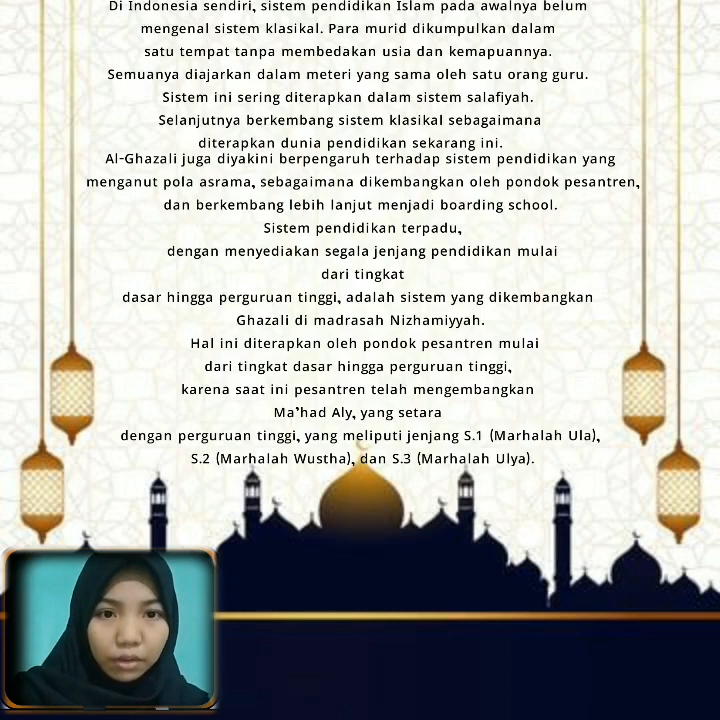 Di Indonesia sendiri, sistem pendidikan Islam pada awalnya belum
mengenal sistem klasikal. Para murid dikumpulkan dalam
satu tempat tanpa membedakan usia dan kemapuannya.
Semuanya diajarkan dalam meteri yang sama oleh satu orang guru.
Sistem ini sering diterapkan dalam sistem salafiyah.
Selanjutnya berkembang sistem klasikal sebagaimana
diterapkan dunia pendidikan sekarang ini.
Al-Ghazali juga diyakini berpengaruh terhadap sistem pendidikan yang
menganut pola asrama, sebagaimana dikembangkan oleh pondok pesantren,
dan berkembang lebih lanjut menjadi boarding school.
Sistem pendidikan terpadu,
dengan menyediakan segala jenjang pendidikan mulai
dari tingkat
dasar hingga perguruan tinggi, adalah sistem yang dikembangkan
Ghazali di madrasah Nizhamiyyah.
Hal ini diterapkan oleh pondok pesantren mulai
dari tingkat dasar hingga perguruan tinggi,
karena saat ini pesantren telah mengembangkan
Ma'had Aly, yang setara
dengan perguruan tinggi, yang meliputi jenjang S.1 (Marhalah Ula),
S.2 (Marhalah Wustha), dan S.3 (Marhalah Ulya).